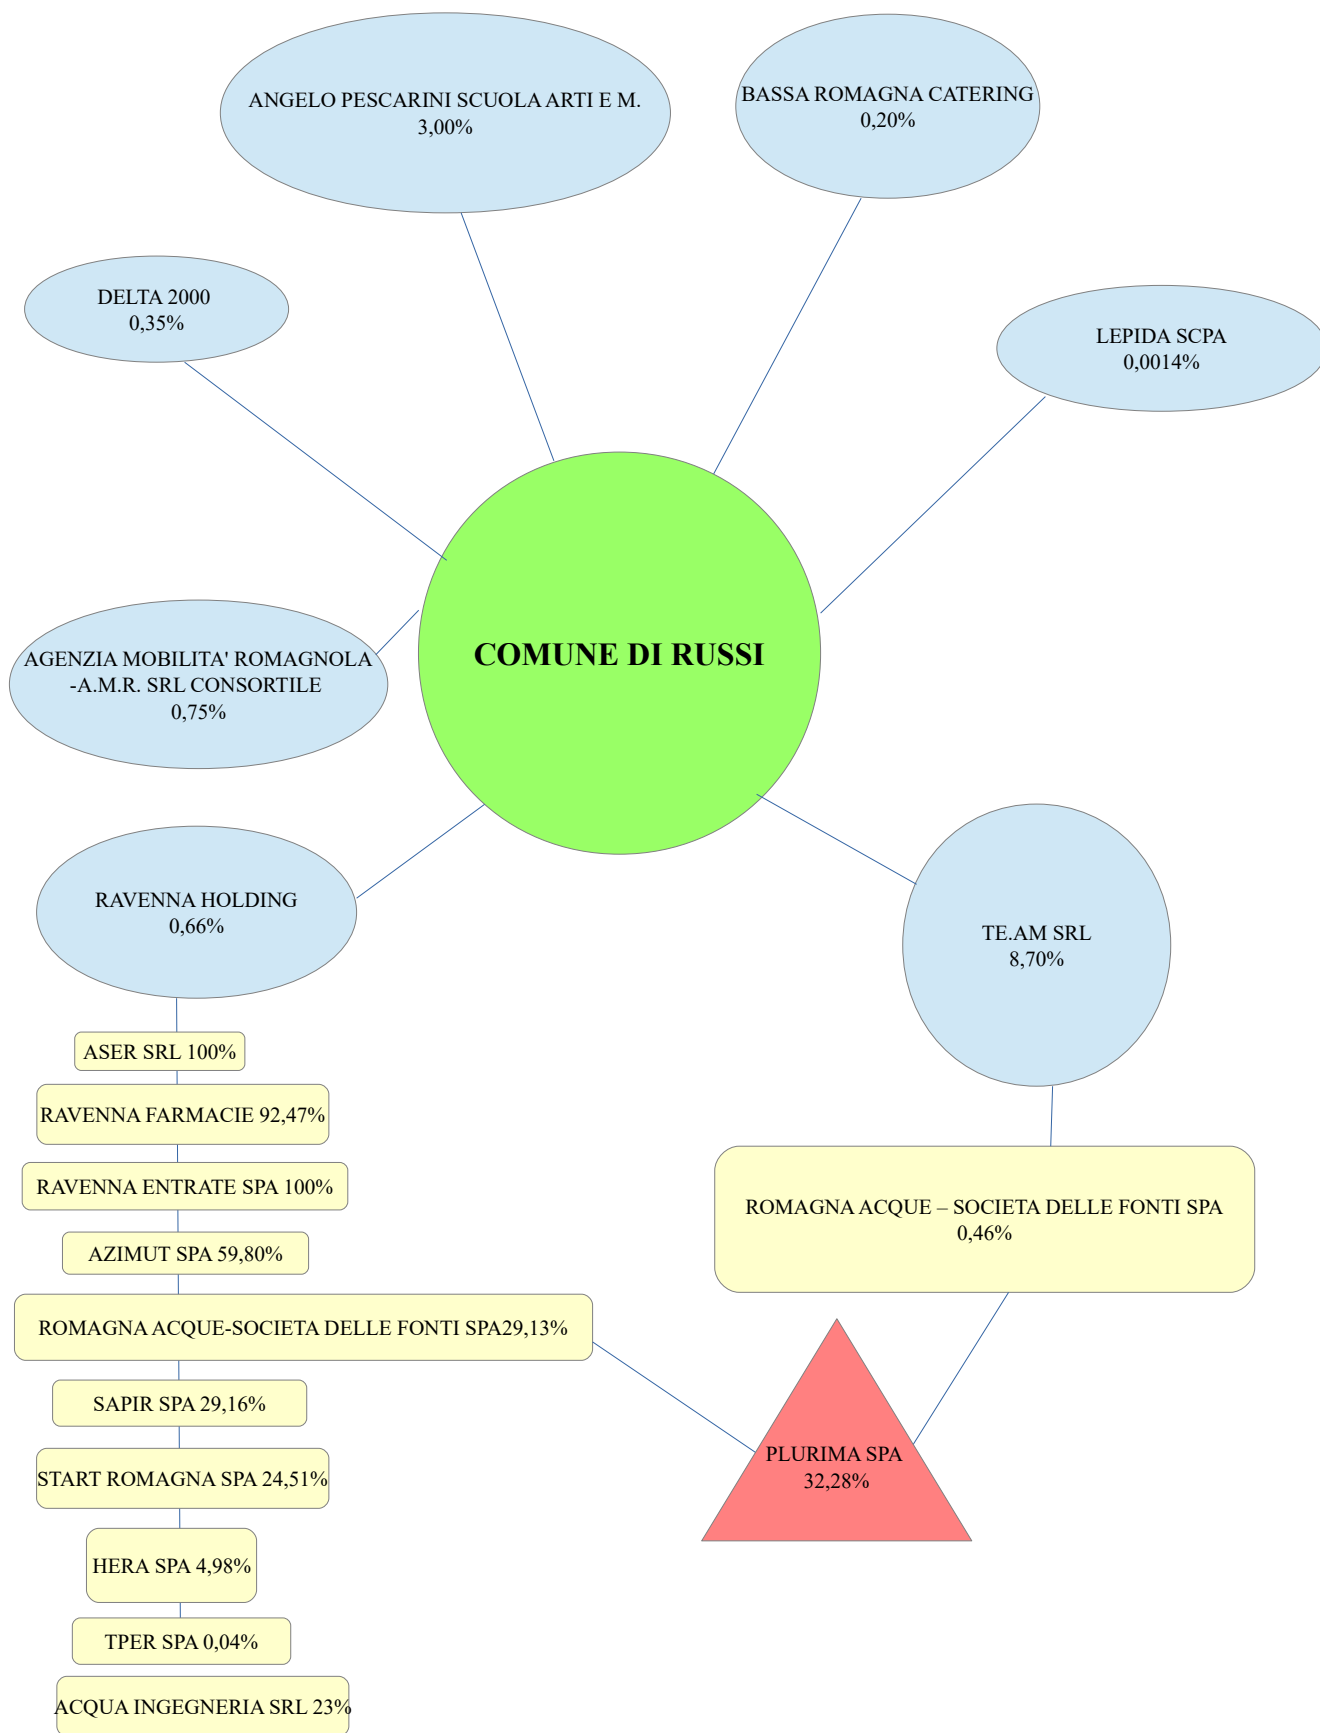 ANGELO PESCARINI SCUOLA ARTI E M.
3,00%
BASSA ROMAGNA CATERING
0,20%
DELTA 2000
0,35%
LEPIDA SCPA
0,0014%
COMUNE DI RUSSI
AGENZIA MOBILITA' ROMAGNOLA
-A.M.R. SRL CONSORTILE
0,75%
RAVENNA HOLDING
0,66%
TE.AM SRL
8,70%
ASER SRL 100%
RAVENNA FARMACIE 92,47%
RAVENNA ENTRATE SPA 100%
AZIMUT SPA 59,80%
ROMAGNA ACQUE-SOCIETA DELLE FONTI SPA29,13%
SAPIR SPA 29,16%
START ROMAGNA SPA 24,51%
HERA SPA 4,98%
TPER SPA 0,04%
ACQUA INGEGNERIA SRL 23%
ROMAGNA ACQUE – SOCIETA DELLE FONTI SPA
0,46%
PLURIMA SPA
32,28%